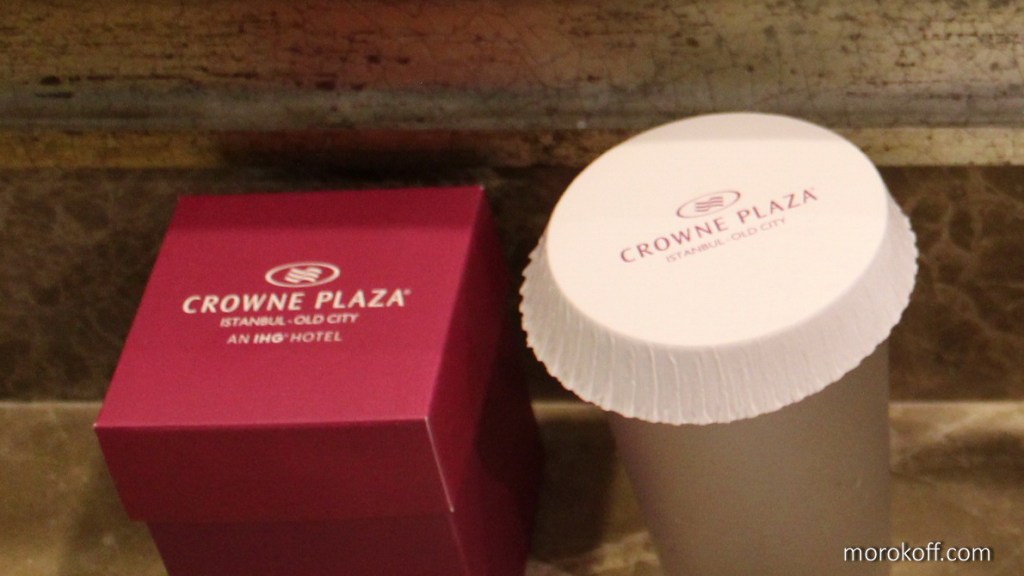 CROWNE PLAZA®
ISTANBUL - OLD CITY
AN IHG® HOTEL
CROWNE PLAZA®
ISTANBUL - OLD CITY
morokoff.com